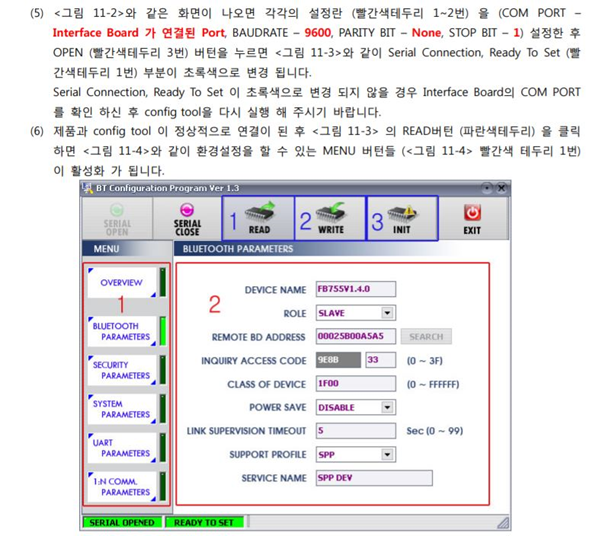 (5) <그림 11-2>와 같은 화면이 나오면 각각의 설정란 (빨간색테두리 1~2번) 을 (COM PORT –
Interface Board 가 연결된 Port, BAUDRATE – 9600, PARITY BIT – None, STOP BIT – 1) 설정한 후
OPEN (빨간색테두리 3번) 버턴을 누르면 <그림 11-3>와 같이 Serial Connection, Ready To Set (빨
간색테두리 1번) 부분이 초록색으로 변경 됩니다.
Serial Connection, Ready To Set 이 초록색으로 변경 되지 않을 경우 Interface Board의 COM PORT
를 확인 하신 후 config tool을 다시 실행 해 주시기 바랍니다.
(6) 제품과 config tool 이 정상적으로 연결이 된 후 <그림 11-3> 의 READ버턴 (파란색테두리) 을 클릭
하면 <그림 11-4>와 같이 환경설정을 할 수 있는 MENU 버턴들 (<그림 11-4> 빨간색 테두리 1번)
이 활성화 가 됩니다.
BT Configuration Program Ver 1.3
SERIAL OPEN
SERIAL CLOSE
1 READ
2 WRITE
3 INIT
EXIT
MENU
BLUETOOTH PARAMETERS
OVERVIEW
1
BLUETOOTH PARAMETERS
SECURITY PARAMETERS
SYSTEM PARAMETERS
UART PARAMETERS
1:N COMM. PARAMETERS
2
DEVICE NAME FB755V1.4.0
ROLE SLAVE
REMOTE BD ADDRESS 00025B00A5A5 SEARCH
INQUIRY ACCESS CODE 9E8B 33 (0 ~ 3F)
CLASS OF DEVICE 1F00 (0 ~ FFFFFF)
POWER SAVE DISABLE
LINK SUPERVISION TIMEOUT 5 Sec (0 ~ 99)
SUPPORT PROFILE SPP
SERVICE NAME SPP DEV
SERIAL OPENED READY TO SET